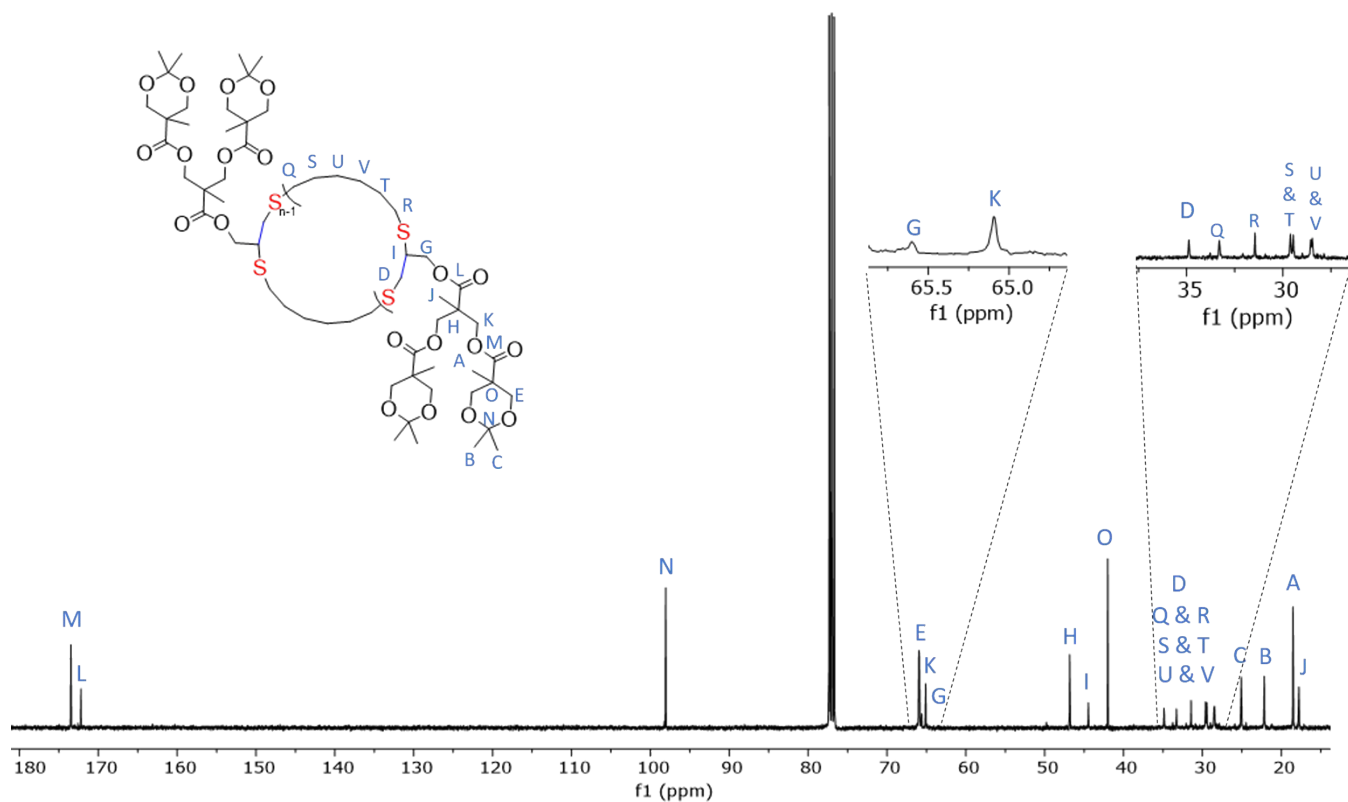 O O O O
O O O O
O
O
Q S U V T R
S n-1 S
S S
I G D
O
L O
J
H K
O O
M
O O
A
O E
O O O O
N
B C
G K
65.5 65.0
f1 (ppm)
D Q R
S & T
U & V
35 30
f1 (ppm)
M L N E K G H I O
D
Q & R
S & T
U & V
C B A J
180 170 160 150 140 130 120 110 100 90 80 70 60 50 40 30 20
f1 (ppm)